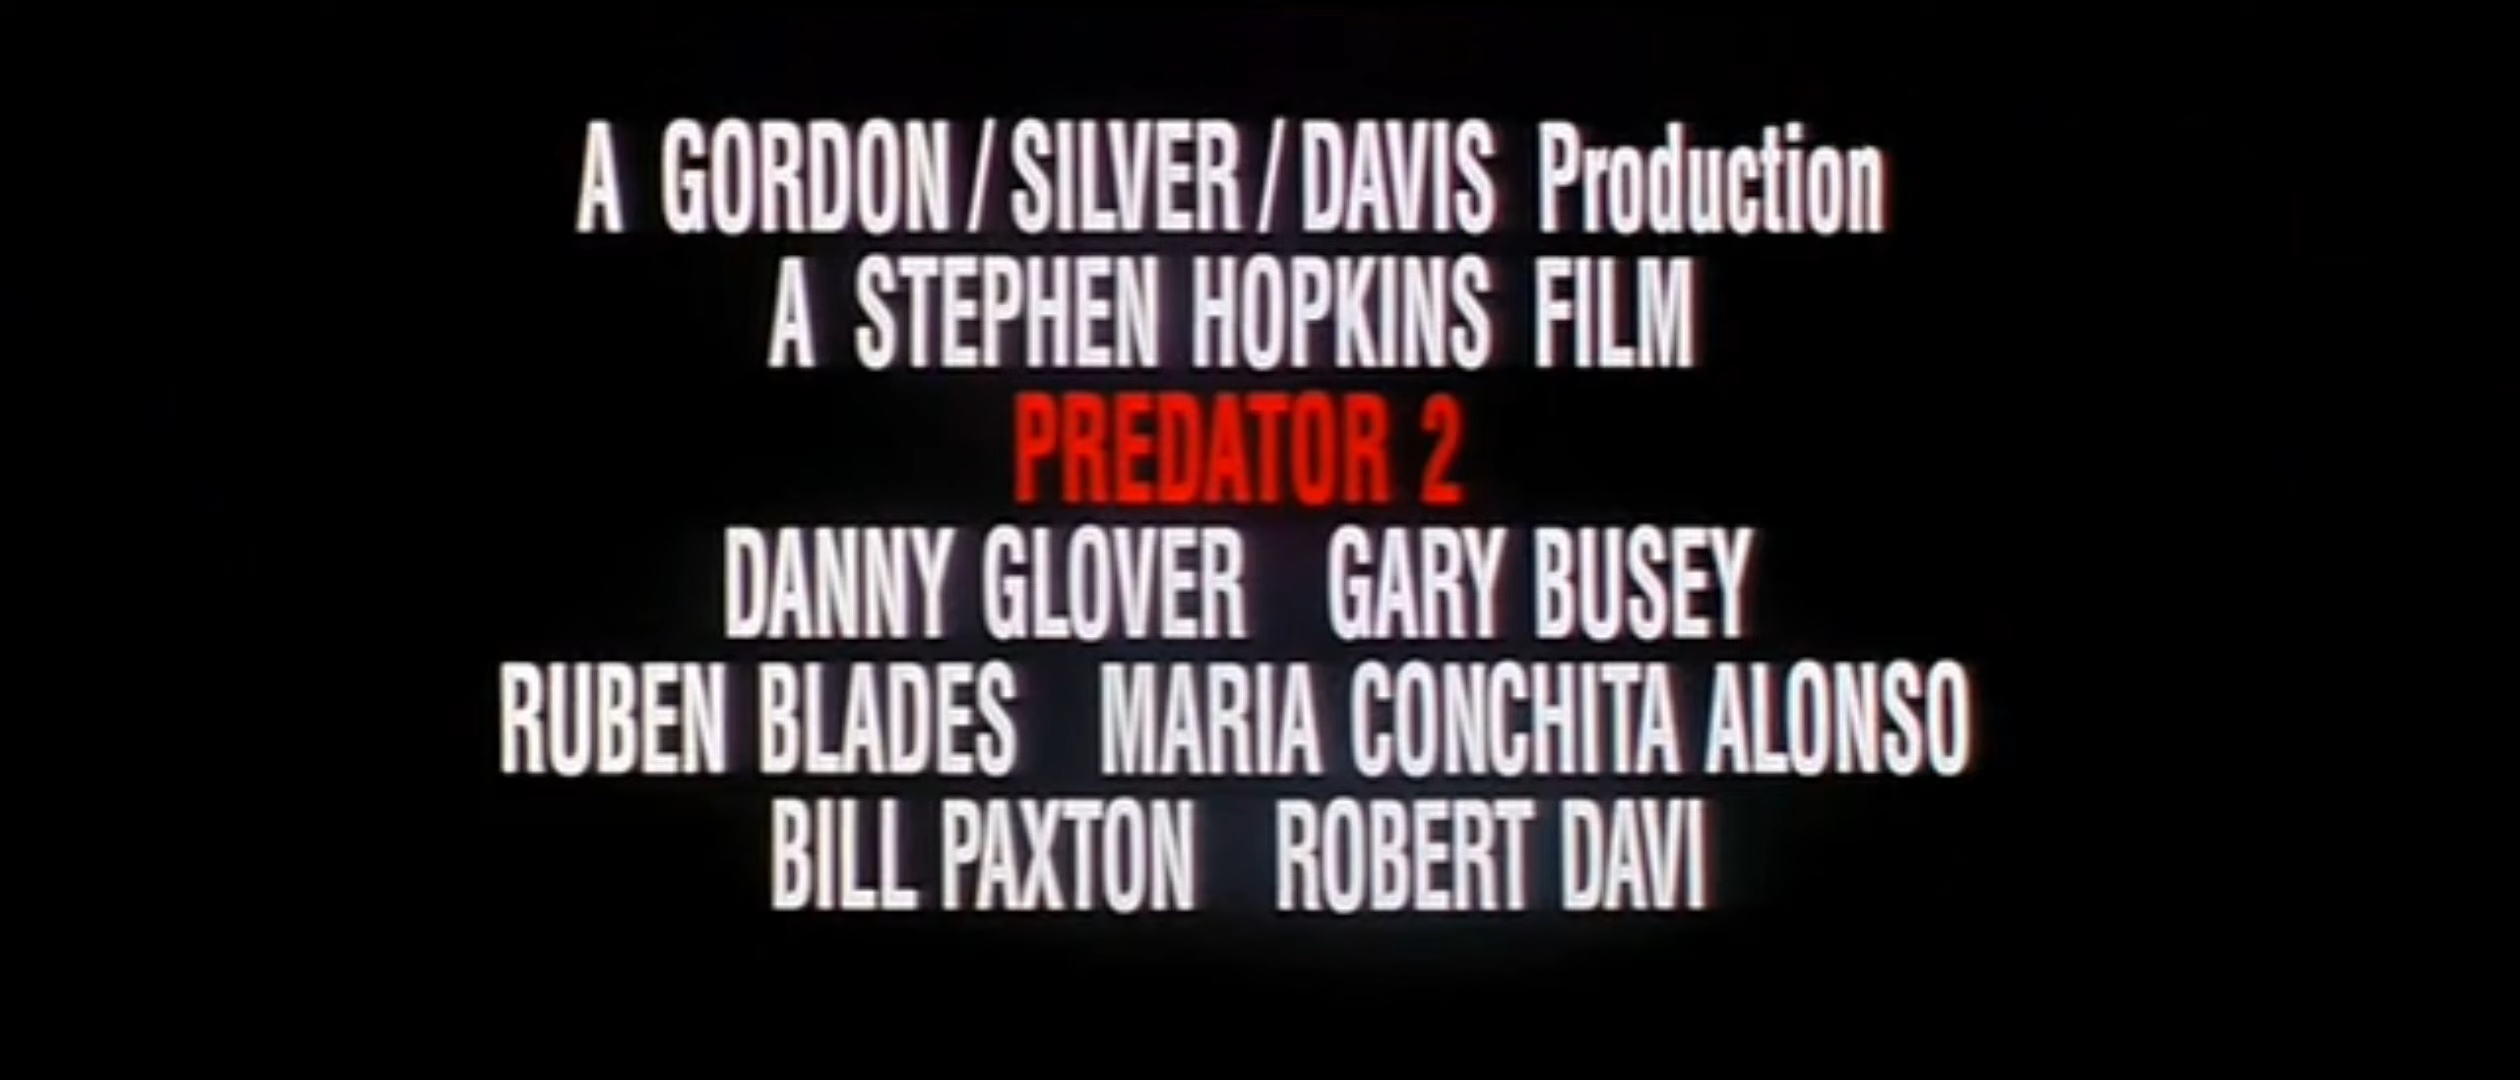 A GORDON / SILVER / DAVIS Production
A STEPHEN HOPKINS FILM
PREDATOR 2
DANNY GLOVER GARY BUSEY
RUBEN BLADES MARIA CONCHITA ALONSO
BILL PAXTON ROBERT DAVI